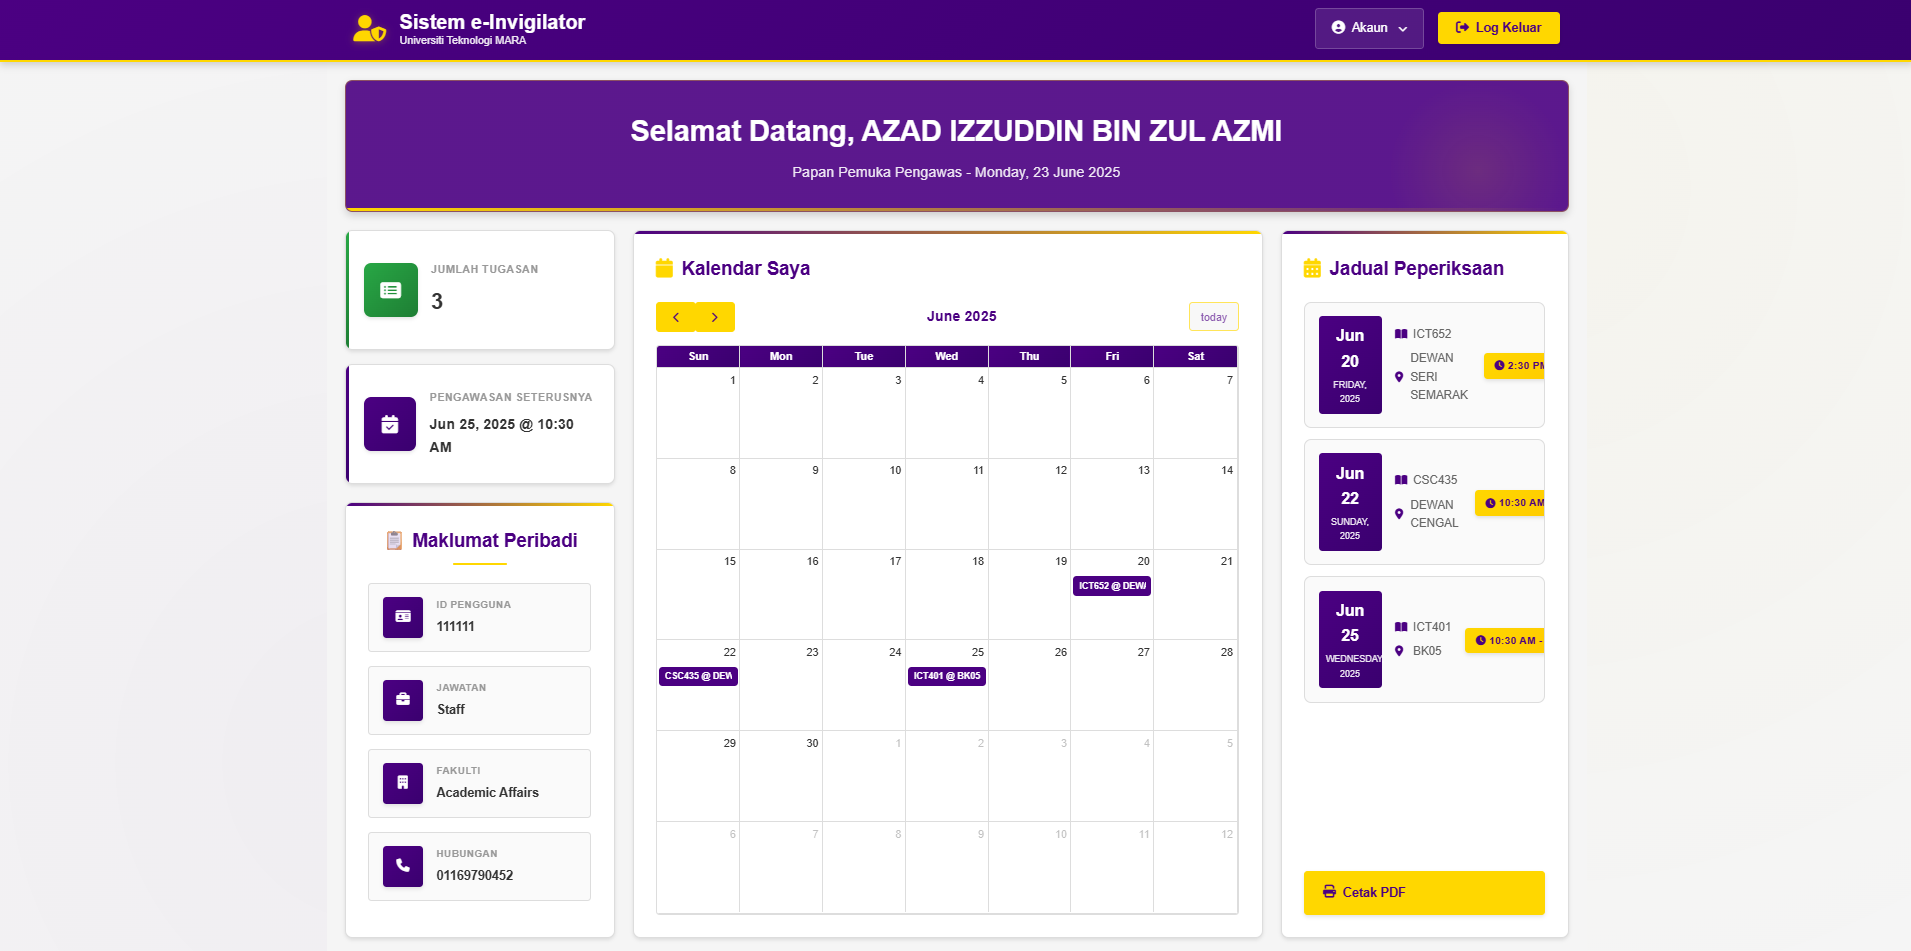 Sistem e-Invigilator
Universiti Teknologi MARA
Akaun
Log Keluar
Selamat Datang, AZAD IZZUDDIN BIN ZUL AZMI
Papan Pemuka Pengawas - Monday, 23 June 2025
JUMLAH TUGASAN
3
PENGAWASAN SETERUSNYA
Jun 25, 2025 @ 10:30
AM
Maklumat Peribadi
ID PENGGUNA
111111
JAWATAN
Staff
FAKULTI
Academic Affairs
HUBUNGAN
01169790452
Kalendar Saya
June 2025
today
Sun Mon Tue Wed Thu Fri Sat
1 2 3 4 5 6 7
8 9 10 11 12 13 14
15 16 17 18 19 20 21
ICT652 @ DEW
22 23 24 25 26 27 28
CSC435 @ DEW ICT401 @ BK05
29 30 1 2 3 4 5
6 7 8 9 10 11 12
Jadual Peperiksaan
Jun
20
FRIDAY,
2025
ICT652
DEWAN
SERI
SEMARAK
2:30 PM
Jun
22
SUNDAY,
2025
CSC435
DEWAN
CENGAL
10:30 AM
Jun
25
WEDNESDAY
2025
ICT401
BK05
10:30 AM -
Cetak PDF